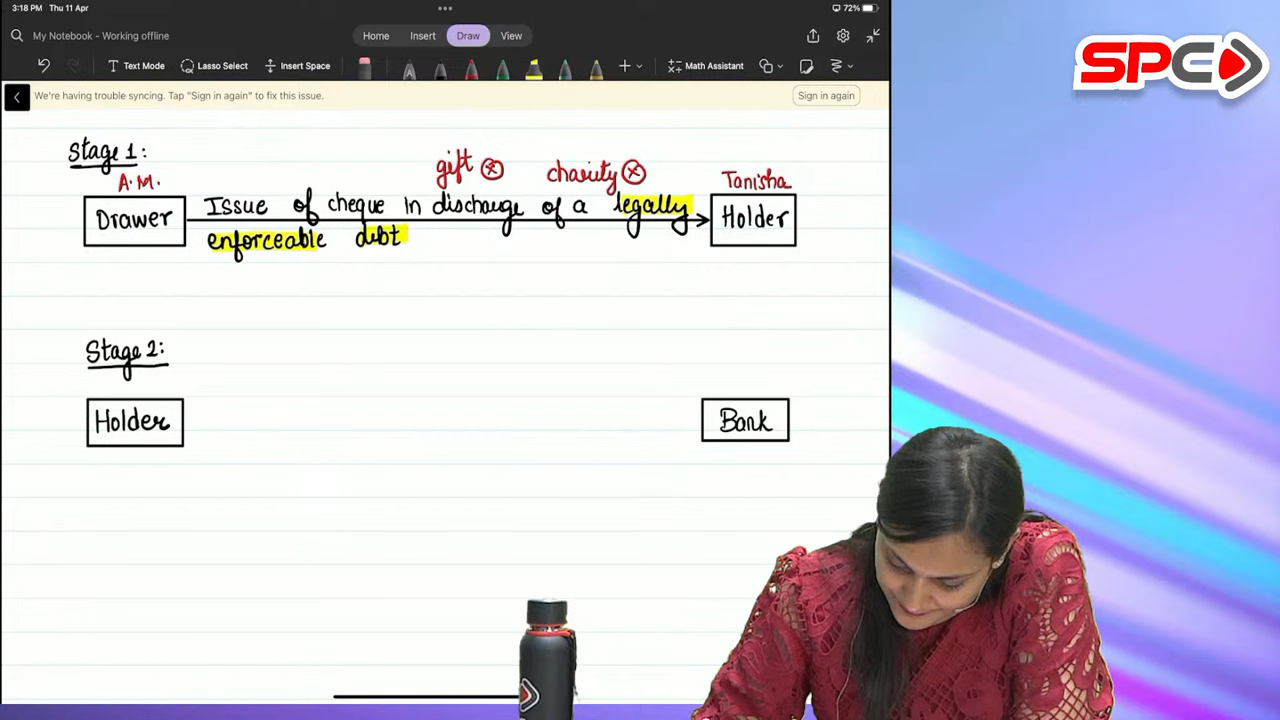 3:18 PM Thu 11 Apr
72%
My Notebook - Working offline
Home Insert Draw View
Text Mode Lasso Select Insert Space Math Assistant
We're having trouble syncing. Tap "Sign in again" to fix this issue. Sign in again
SPC
Stage 1:
gift charity
A.M. Tanisha
Drawer Issue of cheque in discharge of a legally Holder
enforceable debt
Stage 2:
Holder Bank